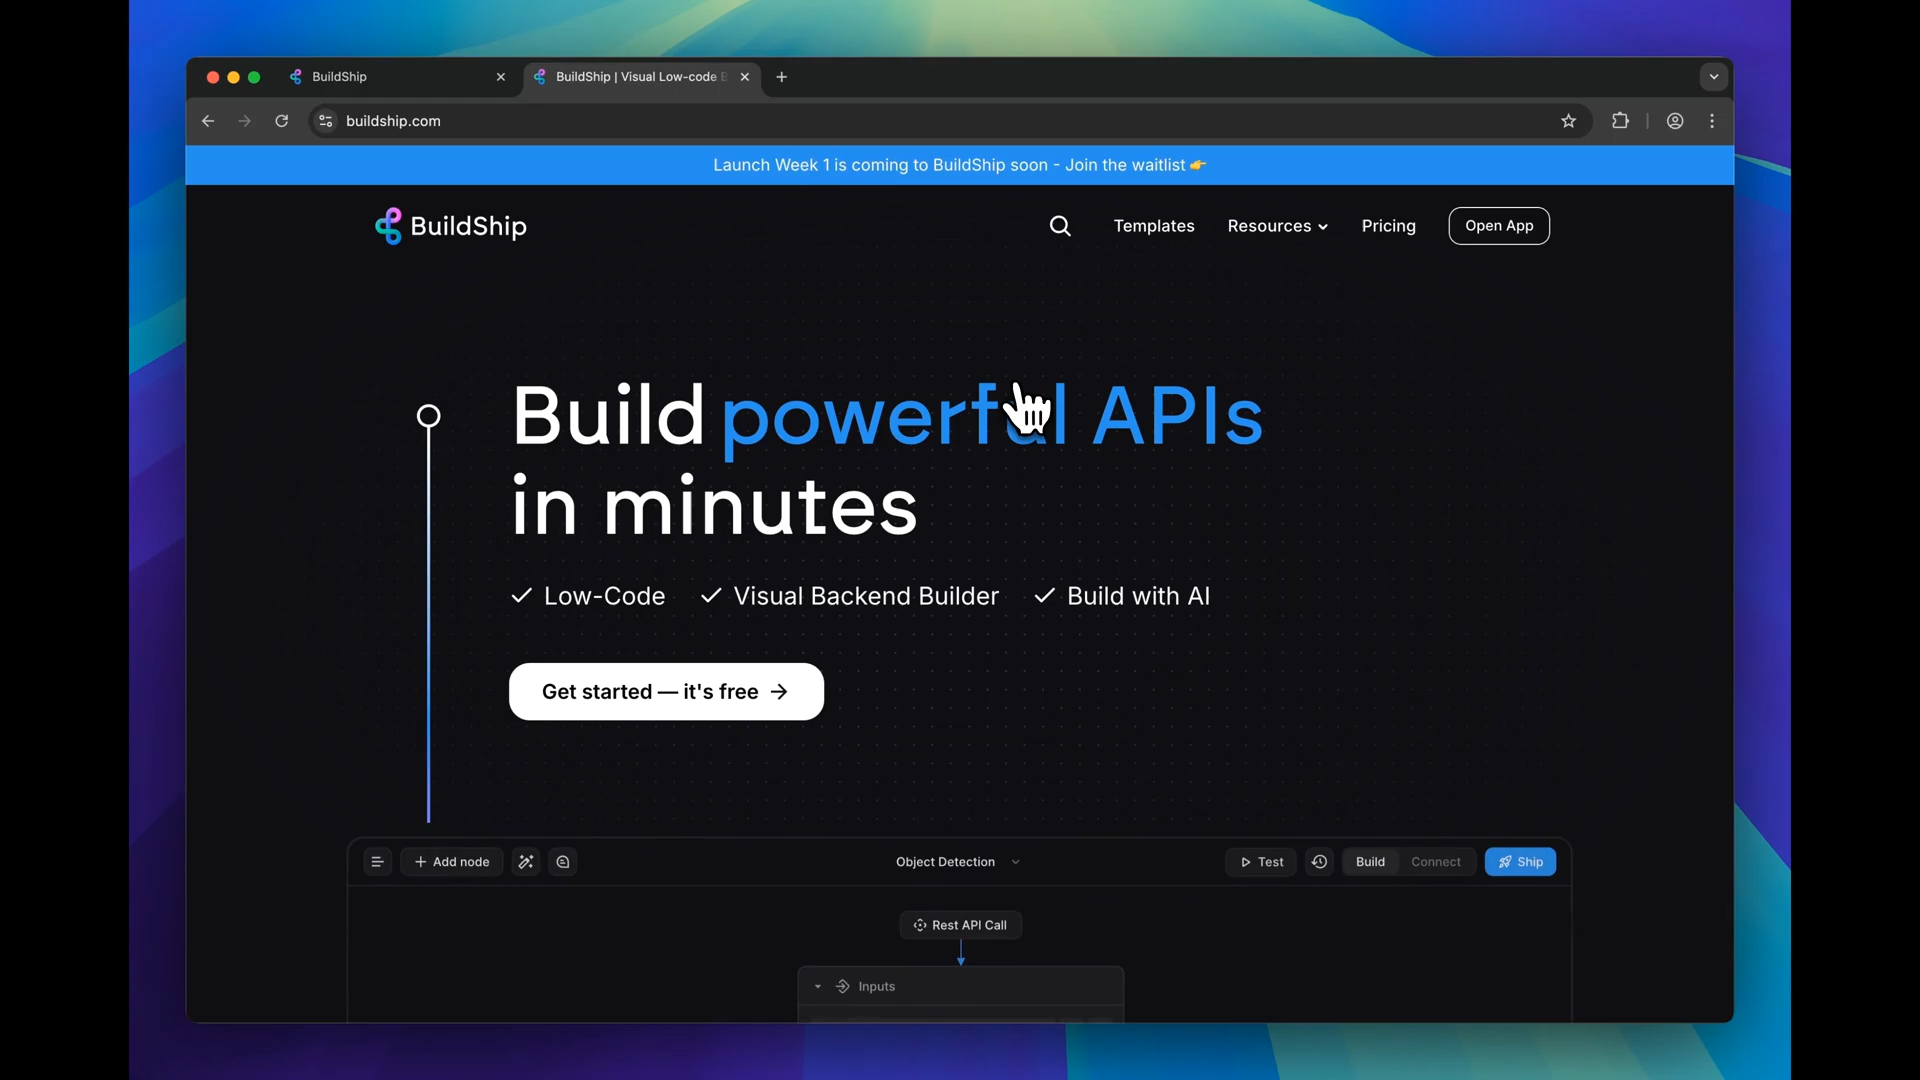 BuildShip
BuildShip | Visual Low-code B
buildship.com
Launch Week 1 is coming to BuildShip soon - Join the waitlist 👉
BuildShip
Templates
Resources
Pricing
Open App
Build powerful APIs
in minutes
✓ Low-Code ✓ Visual Backend Builder ✓ Build with AI
Get started — it's free →
+ Add node
Object Detection
Test
Build
Connect
Ship
Rest API Call
Inputs